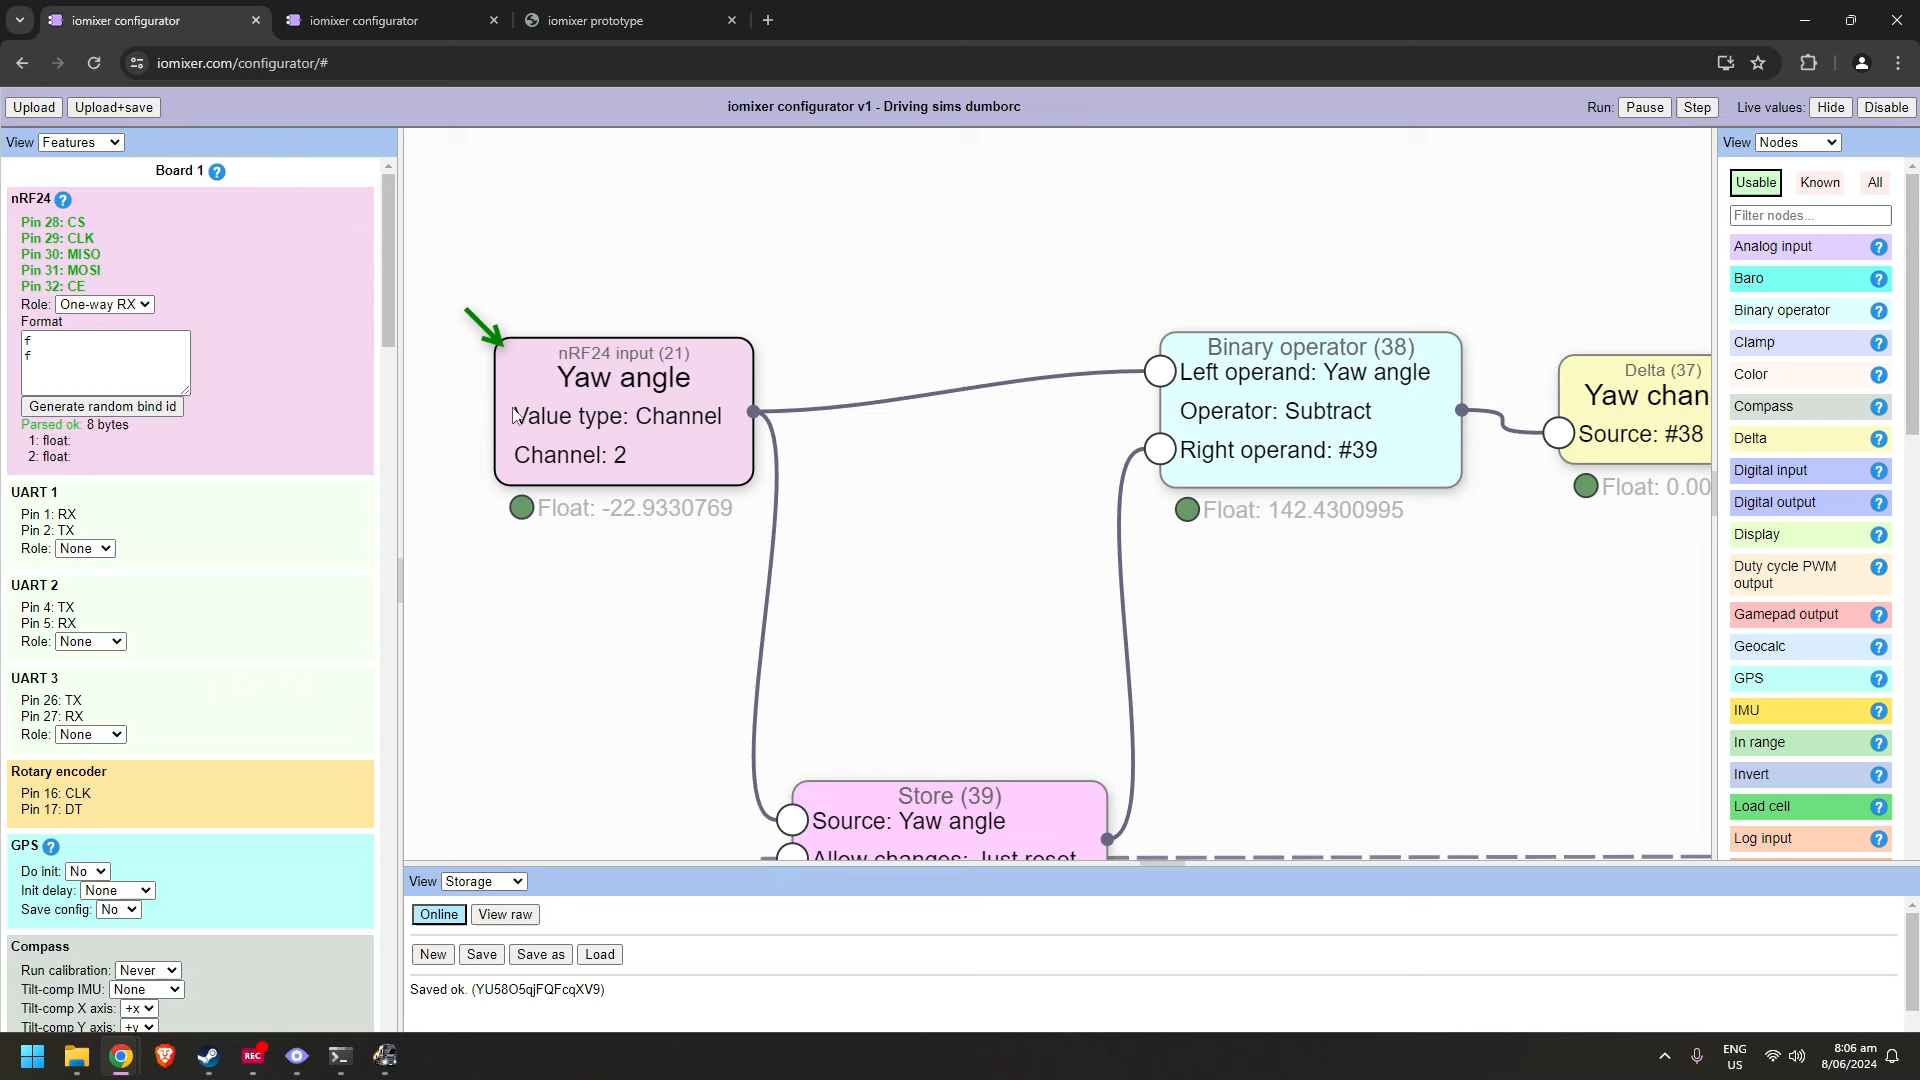 iomixer configurator
iomixer configurator
iomixer prototype
iomixer.com/configurator/#
Upload
Upload+save
iomixer configurator v1 - Driving sims dumborc
Run: Pause Step
Live values: Hide Disable
View Features
Board 1 ?
nRF24 ?
Pin 28: CS
Pin 29: CLK
Pin 30: MISO
Pin 31: MOSI
Pin 32: CE
Role: One-way RX
Format
f
f
Generate random bind id
Parsed ok: 8 bytes
1: float:
2: float:
UART 1
Pin 1: RX
Pin 2: TX
Role: None
UART 2
Pin 4: TX
Pin 5: RX
Role: None
UART 3
Pin 26: TX
Pin 27: RX
Role: None
Rotary encoder
Pin 16: CLK
Pin 17: DT
GPS ?
Do init: No
Init delay: None
Save config: No
Compass
Run calibration: Never
Tilt-comp IMU: None
Tilt-comp X axis: +x
Tilt-comp Y axis: +y
nRF24 input (21)
Yaw angle
Value type: Channel
Channel: 2
Float: -22.9330769
Binary operator (38)
Left operand: Yaw angle
Operator: Subtract
Right operand: #39
Float: 142.4300995
Delta (37)
Yaw chan
Source: #38
Float: 0.00
Store (39)
Source: Yaw angle
Allow changes: Just reset
View Storage
Online View raw
New Save Save as Load
Saved ok. (YU58O5qjFQFcqXV9)
View Nodes
Usable Known All
Filter nodes...
Analog input ?
Baro ?
Binary operator ?
Clamp ?
Color ?
Compass ?
Delta ?
Digital input ?
Digital output ?
Display ?
Duty cycle PWM ?
output
Gamepad output ?
Geocalc ?
GPS ?
IMU ?
In range ?
Invert ?
Load cell ?
Log input ?
REC
ENG
US
8:06 am
8/06/2024